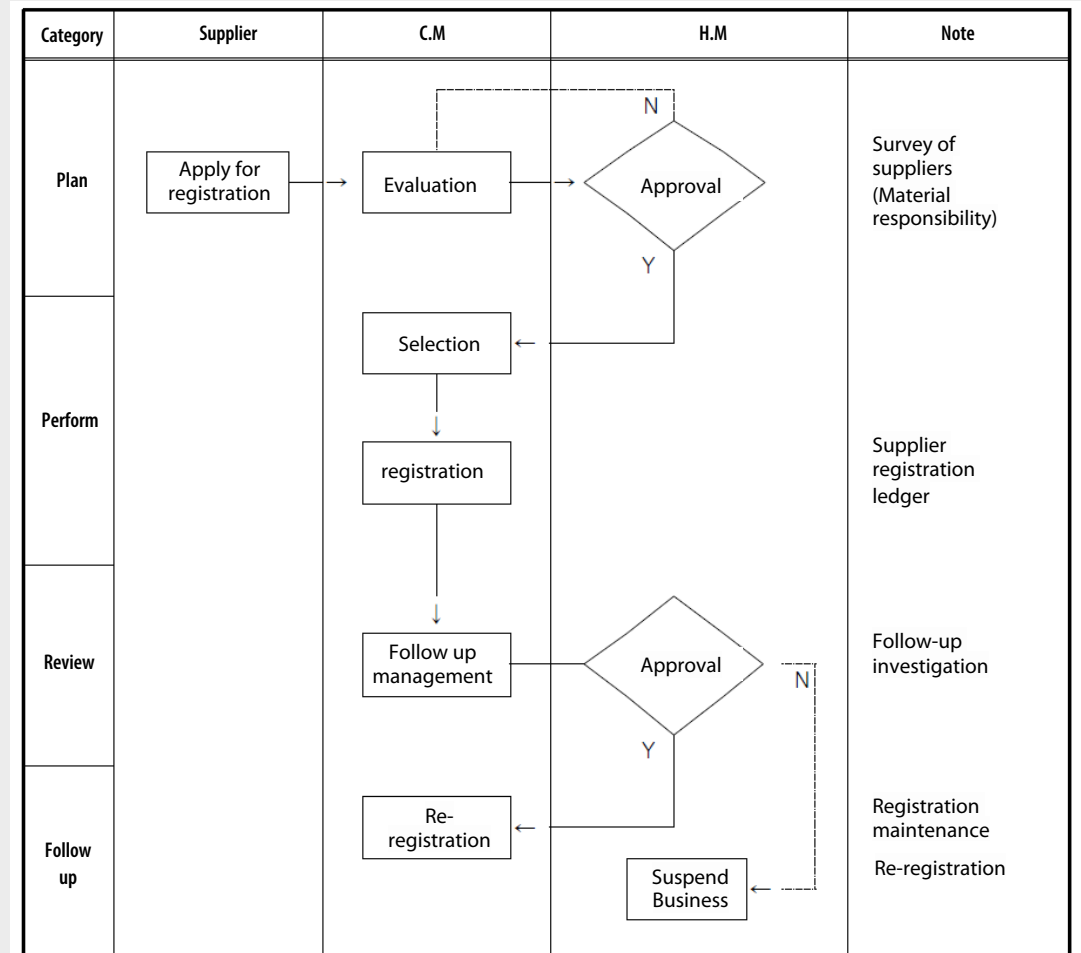 Category
Supplier
C.M
H.M
Note
Plan
Apply for
registration
Evaluation
N
Approval
Y
Survey of
suppliers
(Material
responsibility)
Perform
Selection
registration
Supplier
registration
ledger
Review
Follow up
management
Approval
N
Y
Follow-up
investigation
Follow
up
Re-
registration
Suspend
Business
Registration
maintenance
Re-registration